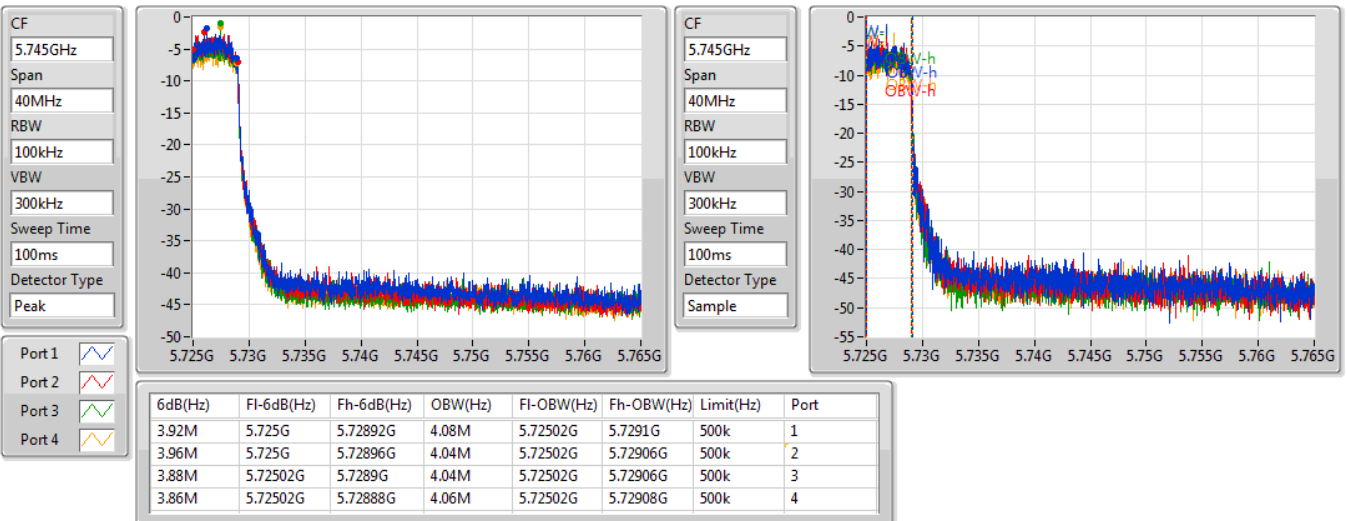 CF
5.745GHz
Span
40MHz
RBW
100kHz
VBW
300kHz
Sweep Time
100ms
Detector Type
Peak
0
-5
-10
-15
-20
-25
-30
-35
-40
-45
-50
5.725G 5.73G 5.735G 5.74G 5.745G 5.75G 5.755G 5.76G 5.765G
CF
5.745GHz
Span
40MHz
RBW
100kHz
VBW
300kHz
Sweep Time
100ms
Detector Type
Sample
0
-5
-10
-15
-20
-25
-30
-35
-40
-45
-50
-55
OBW-h
5.725G 5.73G 5.735G 5.74G 5.745G 5.75G 5.755G 5.76G 5.765G
Port 1
Port 2
Port 3
Port 4
6dB(Hz) Fl-6dB(Hz) Fh-6dB(Hz) OBW(Hz) Fl-OBW(Hz) Fh-OBW(Hz) Limit(Hz) Port
3.92M 5.725G 5.72892G 4.08M 5.72502G 5.7291G 500k 1
3.96M 5.725G 5.72896G 4.04M 5.72502G 5.72906G 500k 2
3.88M 5.72502G 5.7289G 4.04M 5.72502G 5.72906G 500k 3
3.86M 5.72502G 5.72888G 4.06M 5.72502G 5.72908G 500k 4